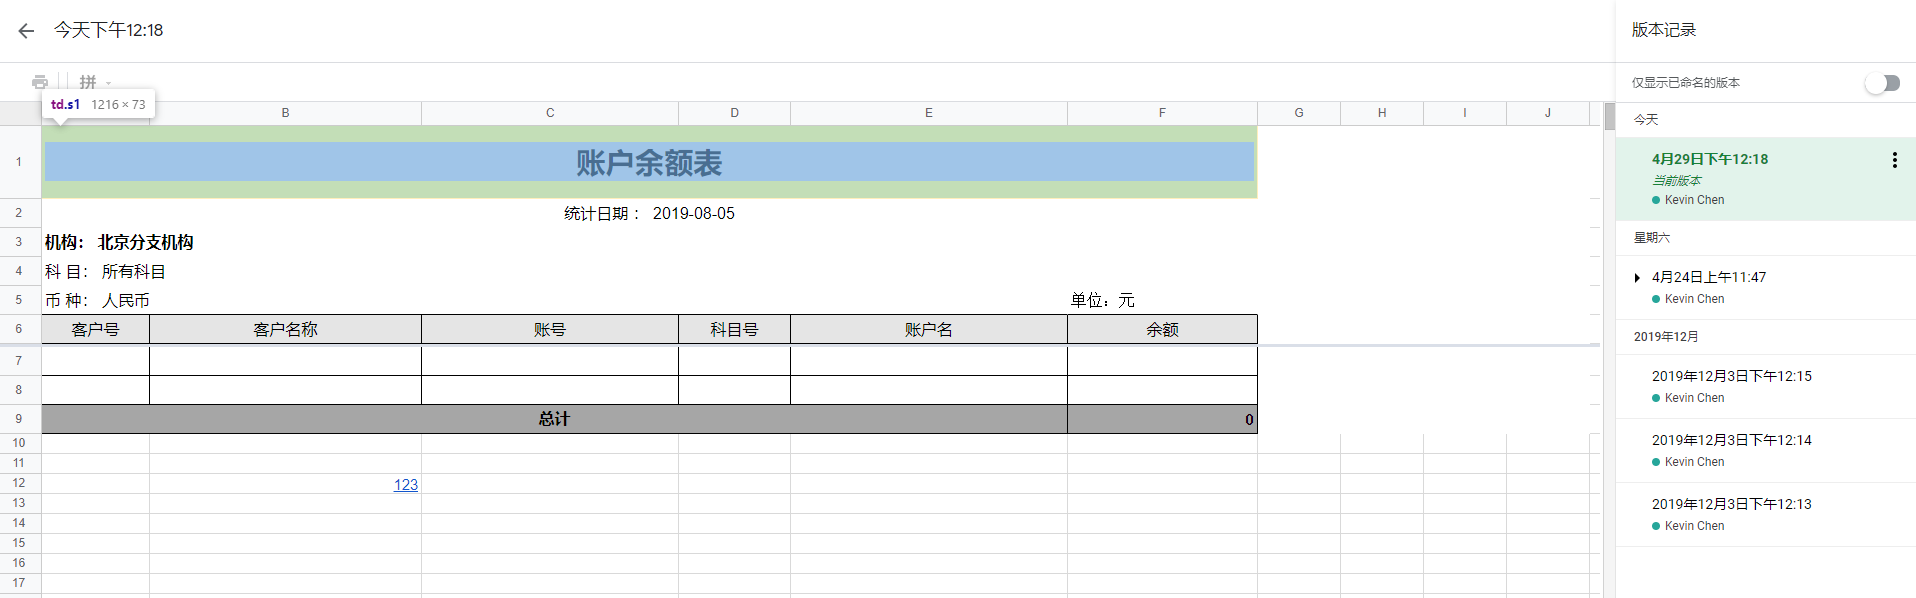 今天下午12:18
版本记录
拼
仅显示已命名的版本
td.s1 1216 × 73
B C D E F G H I J
今天
1 账户余额表
4月29日下午12:18
当前版本
Kevin Chen
2 统计日期： 2019-08-05
3 机构： 北京分支机构
星期六
4 科 目： 所有科目
4月24日上午11:47
5 币 种： 人民币 单位：元
Kevin Chen
6 客户号 客户名称 账号 科目号 账户名 余额
2019年12月
7
8
2019年12月3日下午12:15
Kevin Chen
9 总计 0
10
2019年12月3日下午12:14
11
Kevin Chen
12 123
13
2019年12月3日下午12:13
14
Kevin Chen
15
16
17